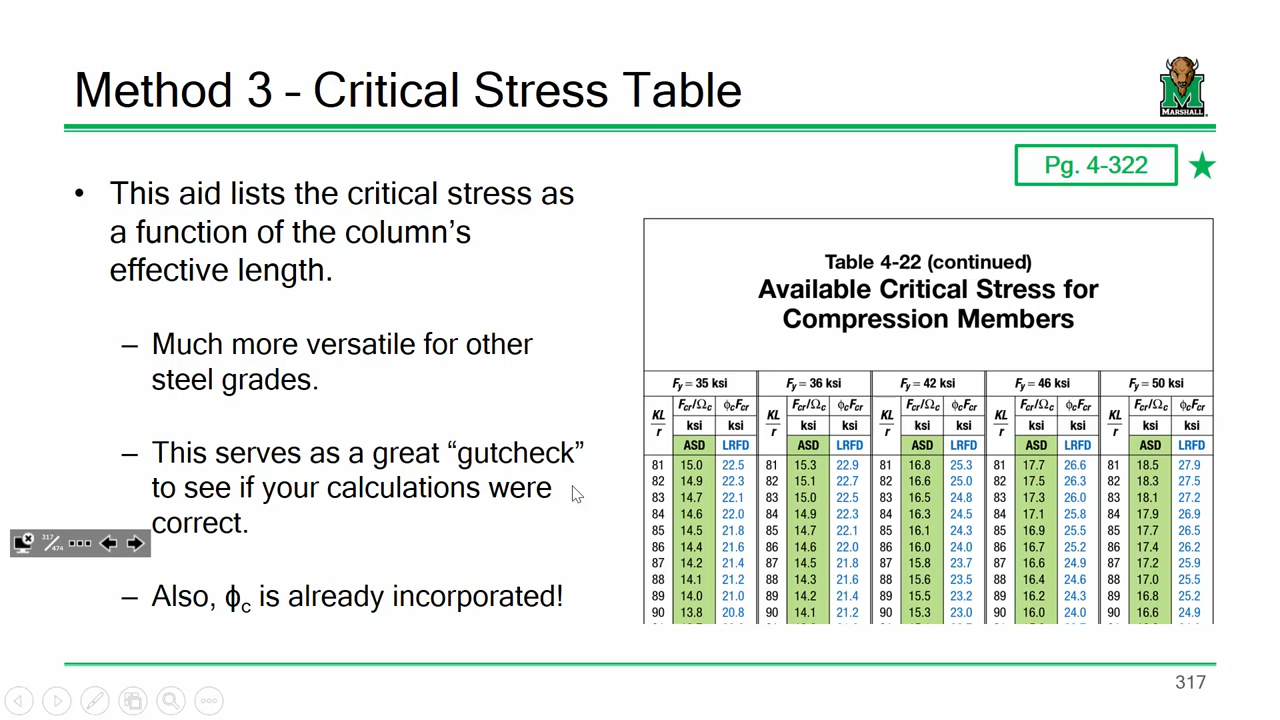 Method 3 – Critical Stress Table
MARSHALL
Pg. 4-322
• This aid lists the critical stress as
a function of the column's
effective length.
– Much more versatile for other
steel grades.
– This serves as a great “gutcheck”
to see if your calculations were
correct.
– Also, ϕc is already incorporated!
Table 4-22 (continued)
Available Critical Stress for
Compression Members
Fy = 35 ksi Fy = 36 ksi Fy = 42 ksi Fy = 46 ksi Fy = 50 ksi
KL/r Fcr/Ωc ϕcFcr KL/r Fcr/Ωc ϕcFcr KL/r Fcr/Ωc ϕcFcr KL/r Fcr/Ωc ϕcFcr KL/r Fcr/Ωc ϕcFcr
ksi ksi ksi ksi ksi ksi ksi ksi ksi ksi
ASD LRFD ASD LRFD ASD LRFD ASD LRFD ASD LRFD
81 15.0 22.5 81 15.3 22.9 81 16.8 25.3 81 17.7 26.6 81 18.5 27.9
82 14.9 22.3 82 15.1 22.7 82 16.6 25.0 82 17.5 26.3 82 18.3 27.5
83 14.7 22.1 83 15.0 22.5 83 16.5 24.8 83 17.3 26.0 83 18.1 27.2
84 14.6 22.0 84 14.9 22.3 84 16.3 24.5 84 17.1 25.8 84 17.9 26.9
85 14.5 21.8 85 14.7 22.1 85 16.1 24.3 85 16.9 25.5 85 17.7 26.5
86 14.4 21.6 86 14.6 22.0 86 16.0 24.0 86 16.7 25.2 86 17.4 26.2
87 14.2 21.4 87 14.5 21.8 87 15.8 23.7 87 16.6 24.9 87 17.2 25.9
88 14.1 21.2 88 14.3 21.6 88 15.6 23.5 88 16.4 24.6 88 17.0 25.5
89 14.0 21.0 89 14.2 21.4 89 15.5 23.2 89 16.2 24.3 89 16.8 25.2
90 13.8 20.8 90 14.1 21.2 90 15.3 23.0 90 16.0 24.0 90 16.6 24.9
317/474
317